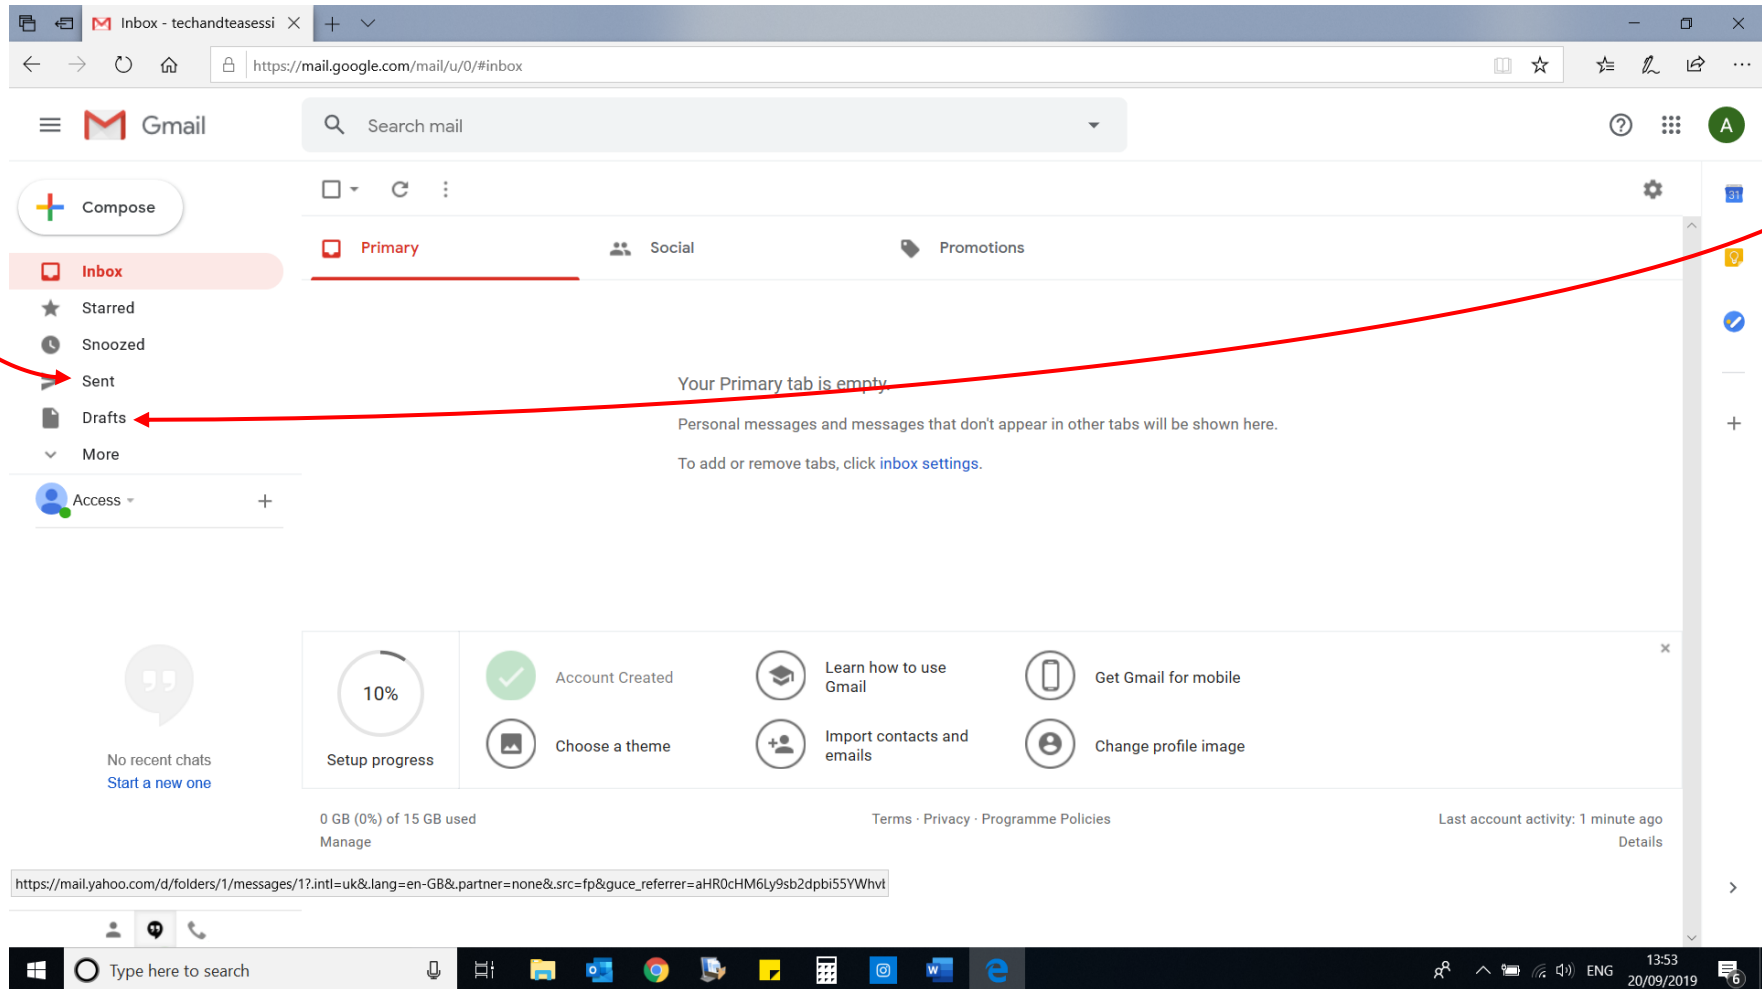 Inbox - techandteasessi
https://mail.google.com/mail/u/0/#inbox
Gmail
Search mail
A
Compose
31
Primary
Social
Promotions
Inbox
Starred
Snoozed
Sent
Drafts
More
Your Primary tab is empty.
Personal messages and messages that don't appear in other tabs will be shown here.
To add or remove tabs, click inbox settings.
Access
10%
Setup progress
Account Created
Learn how to use
Gmail
Get Gmail for mobile
Choose a theme
Import contacts and
emails
Change profile image
No recent chats
Start a new one
0 GB (0%) of 15 GB used
Manage
Terms · Privacy · Programme Policies
Last account activity: 1 minute ago
Details
https://mail.yahoo.com/d/folders/1/messages/1?.intl=uk&.lang=en-GB&.partner=none&.src=fp&guce_referrer=aHR0cHM6Ly9sb2dpbi55YWhvb
Type here to search
ENG
13:53
20/09/2019
6